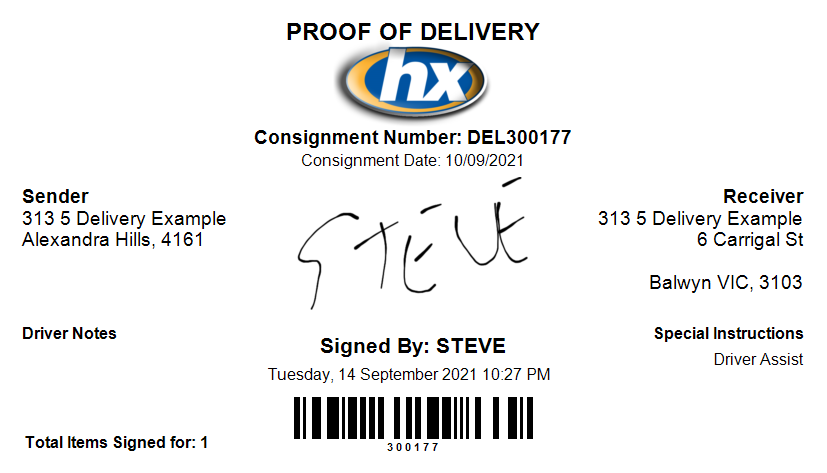 PROOF OF DELIVERY
hx
Consignment Number: DEL300177
Consignment Date: 10/09/2021
Sender
313 5 Delivery Example
Alexandra Hills, 4161
STEVE
Receiver
313 5 Delivery Example
6 Carrigal St
Balwyn VIC, 3103
Driver Notes
Signed By: STEVE
Tuesday, 14 September 2021 10:27 PM
Special Instructions
Driver Assist
300177
Total Items Signed for: 1